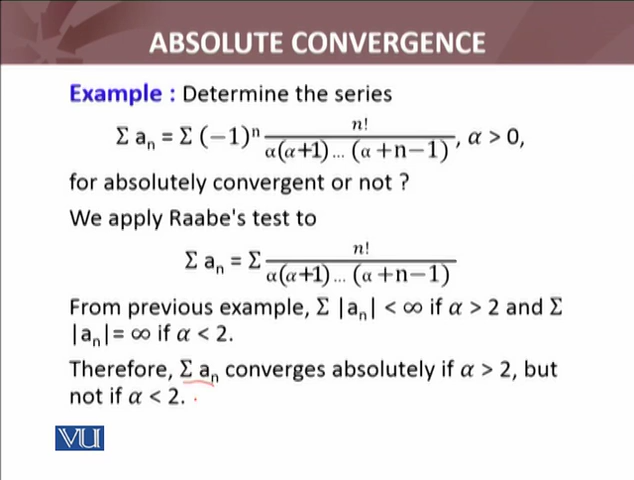 ABSOLUTE CONVERGENCE
Example : Determine the series
Σ aₙ = Σ (−1)ⁿ n! / α(α+1)... (α+n−1) , α > 0,
for absolutely convergent or not ?
We apply Raabe's test to
Σ aₙ = Σ n! / α(α+1)... (α+n−1)
From previous example, Σ |aₙ| < ∞ if α > 2 and Σ
|aₙ|= ∞ if α < 2.
Therefore, Σ aₙ converges absolutely if α > 2, but
not if α < 2.
VU